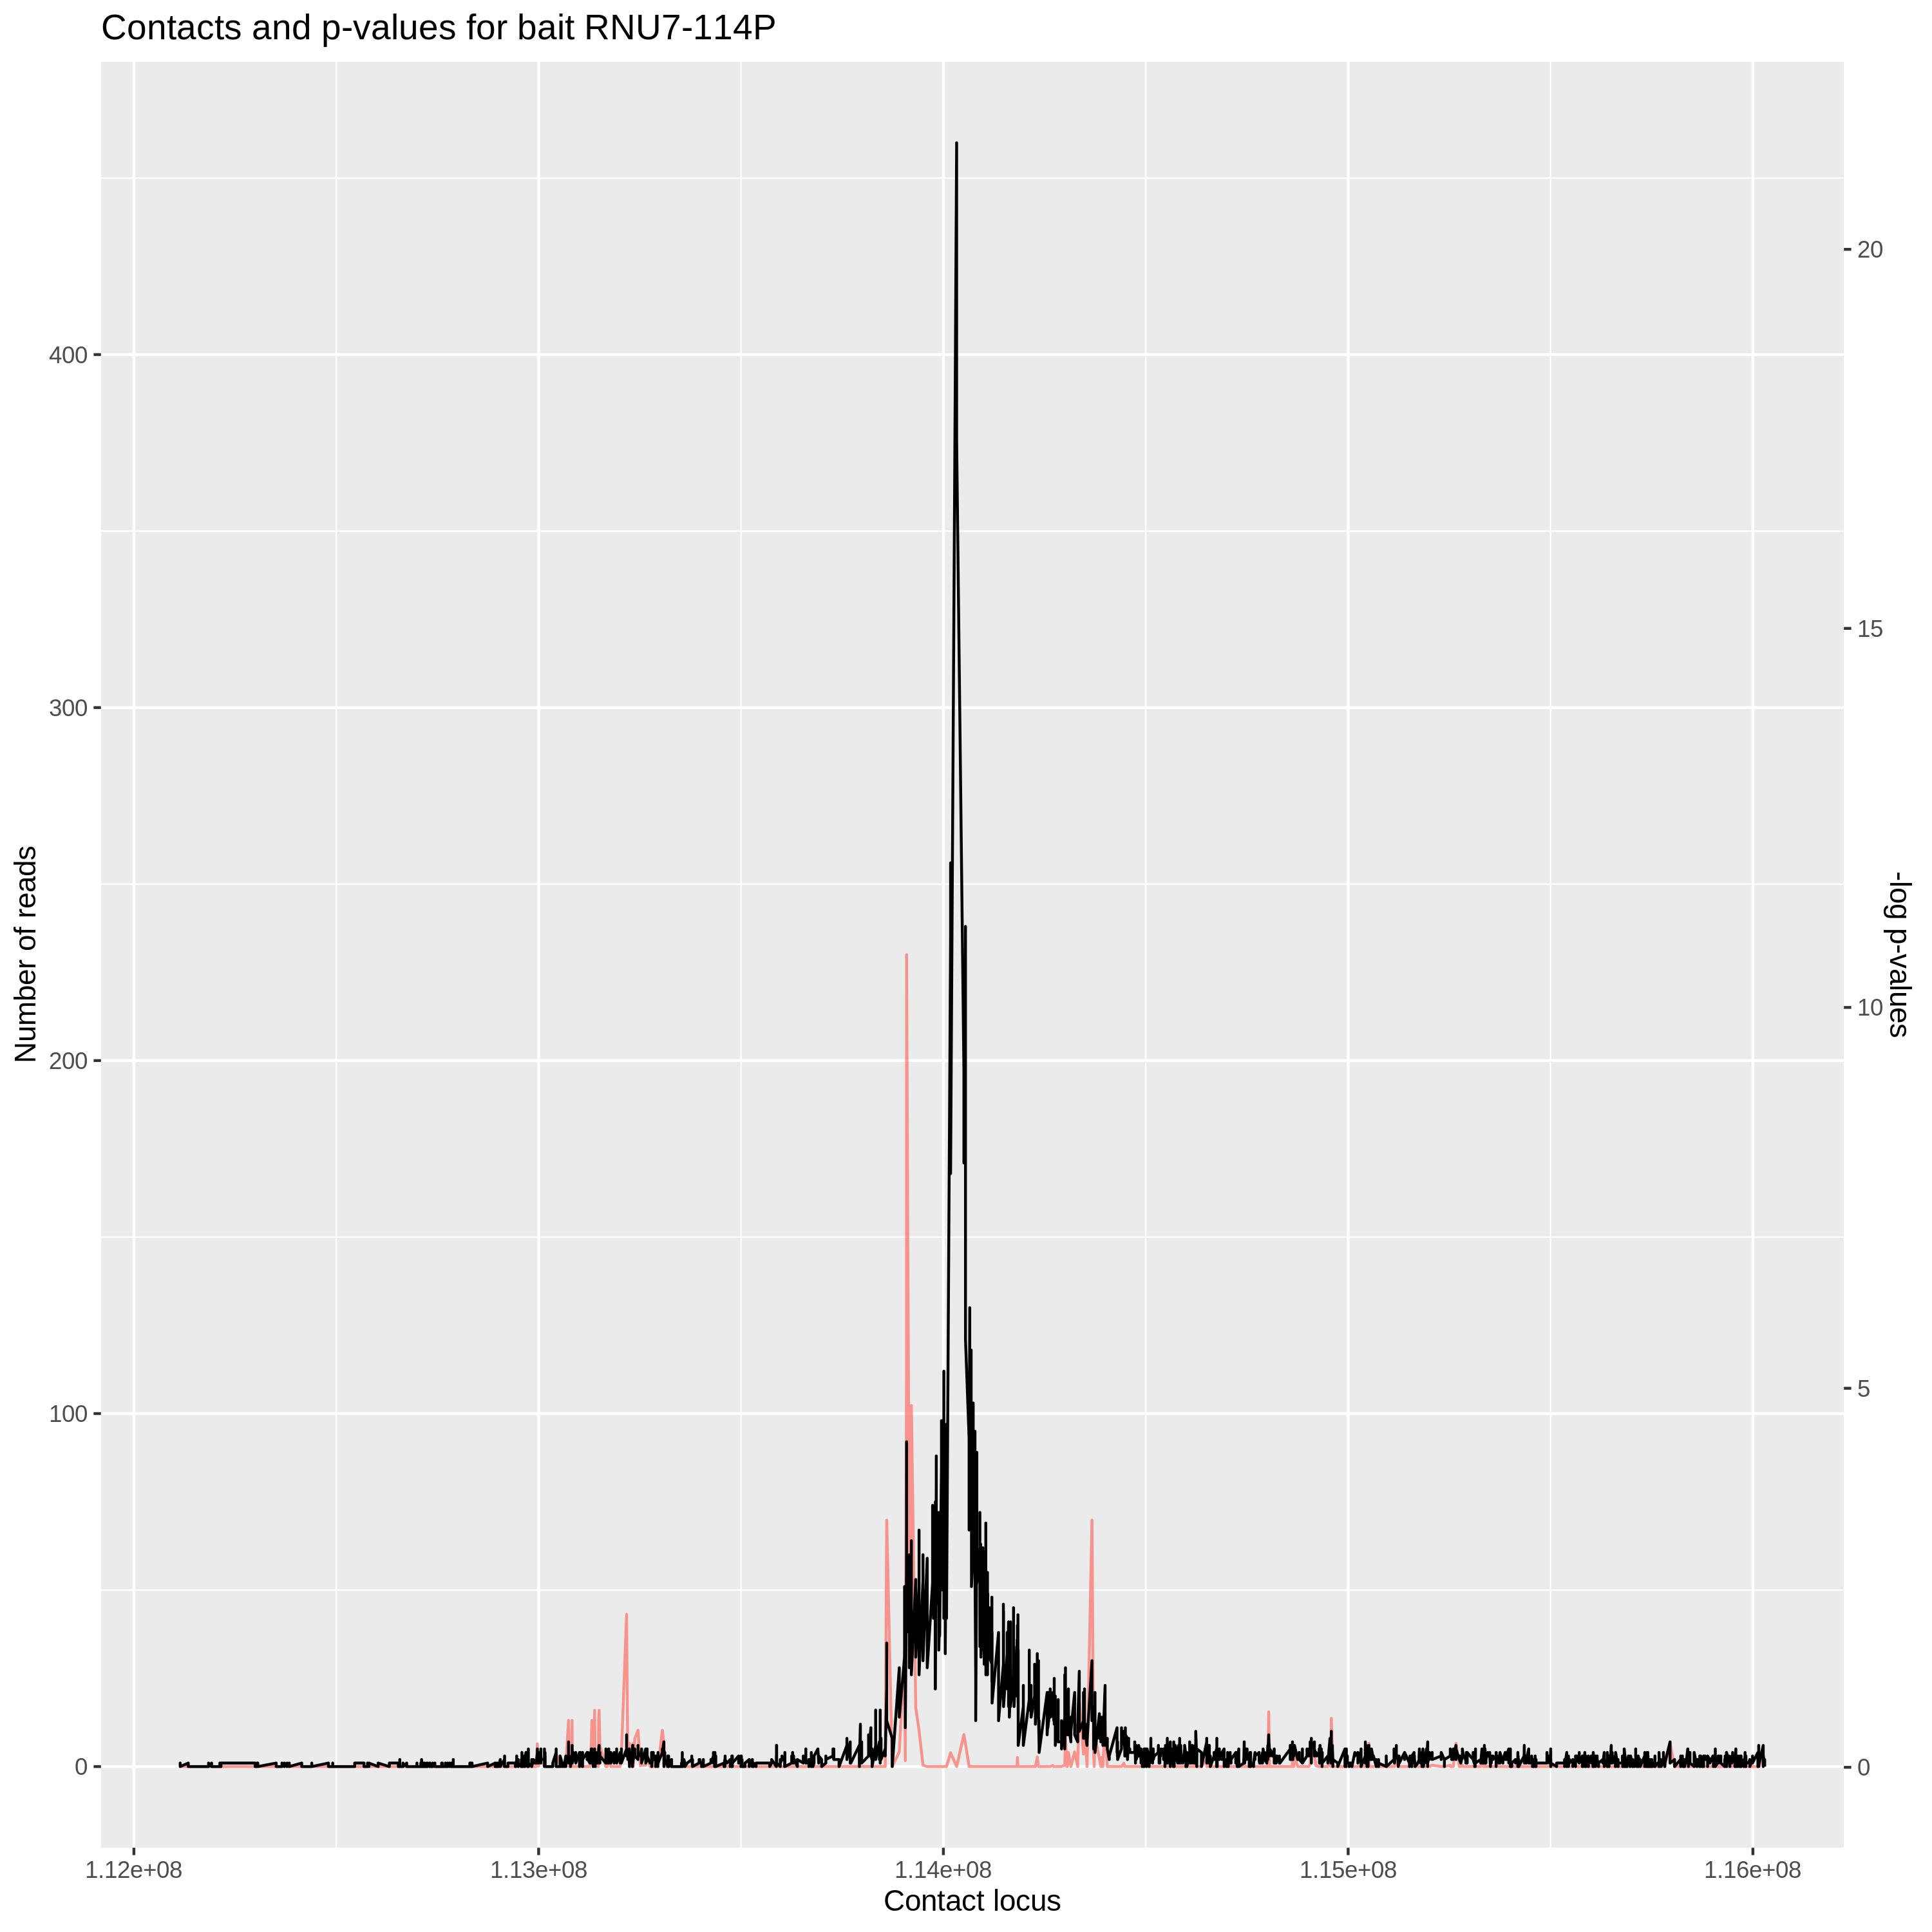 Contacts and p-values for bait RNU7-114P
Number of reads
400
300
200
100
0
20
15
10
5
0
-log p-values
1.12e+08 1.13e+08 1.14e+08 1.15e+08 1.16e+08
Contact locus